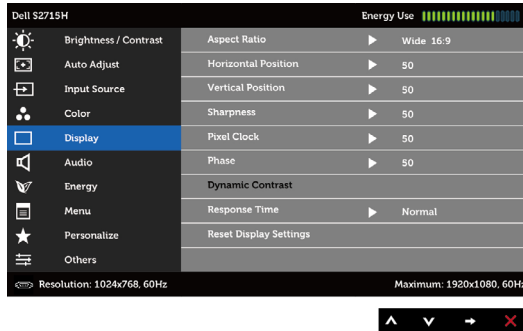 Dell S2715H Energy Use
Brightness / Contrast Aspect Ratio Wide 16:9
Auto Adjust Horizontal Position 50
Input Source Vertical Position 50
Color Sharpness 50
Display Pixel Clock 50
Audio Phase 50
Energy Dynamic Contrast
Menu Response Time Normal
Personalize Reset Display Settings
Others
Resolution: 1024x768, 60Hz Maximum: 1920x1080, 60Hz